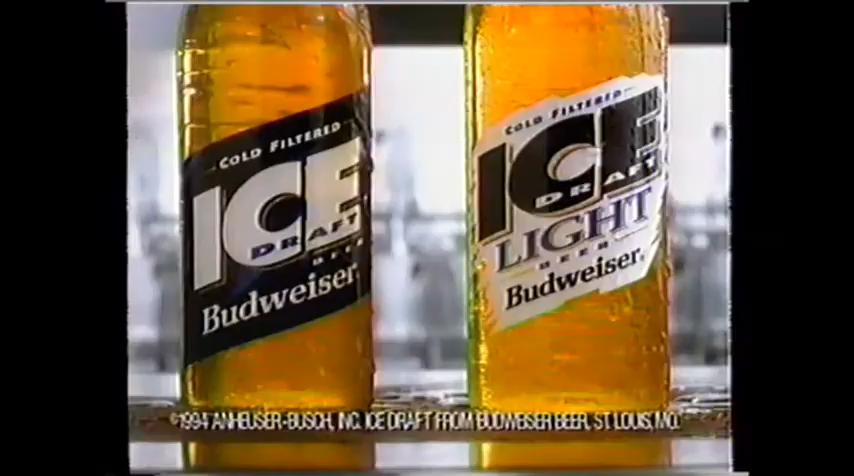 COLD FILTERED
ICE
DRAFT
BEER
Budweiser
COLD FILTERED
ICE
DRAFT
LIGHT
BEER
Budweiser
©1994 ANHEUSER-BUSCH, INC. ICE DRAFT FROM BUDWEISER BEER, ST. LOUIS, MO.